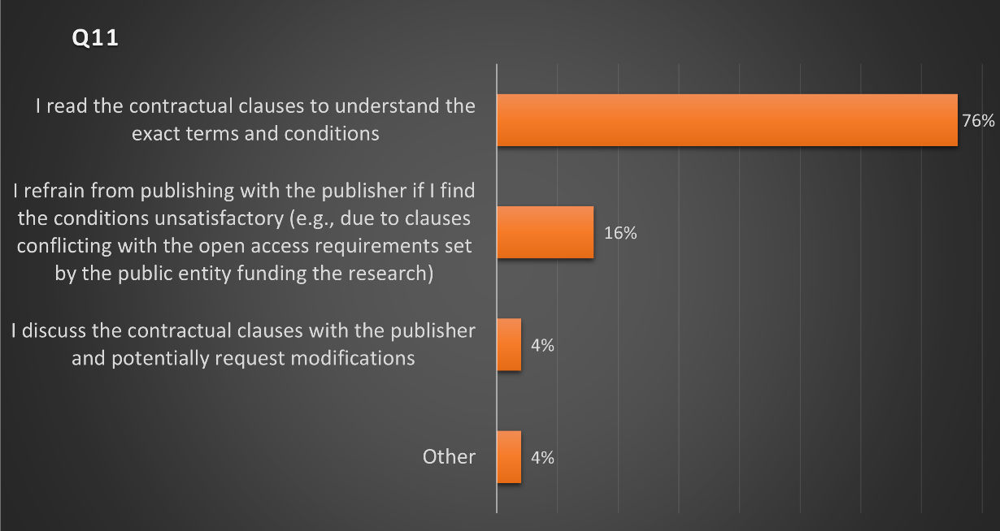 Q11
I read the contractual clauses to understand the
exact terms and conditions
76%
I refrain from publishing with the publisher if I find
the conditions unsatisfactory (e.g., due to clauses
conflicting with the open access requirements set
by the public entity funding the research)
16%
I discuss the contractual clauses with the publisher
and potentially request modifications
4%
Other
4%